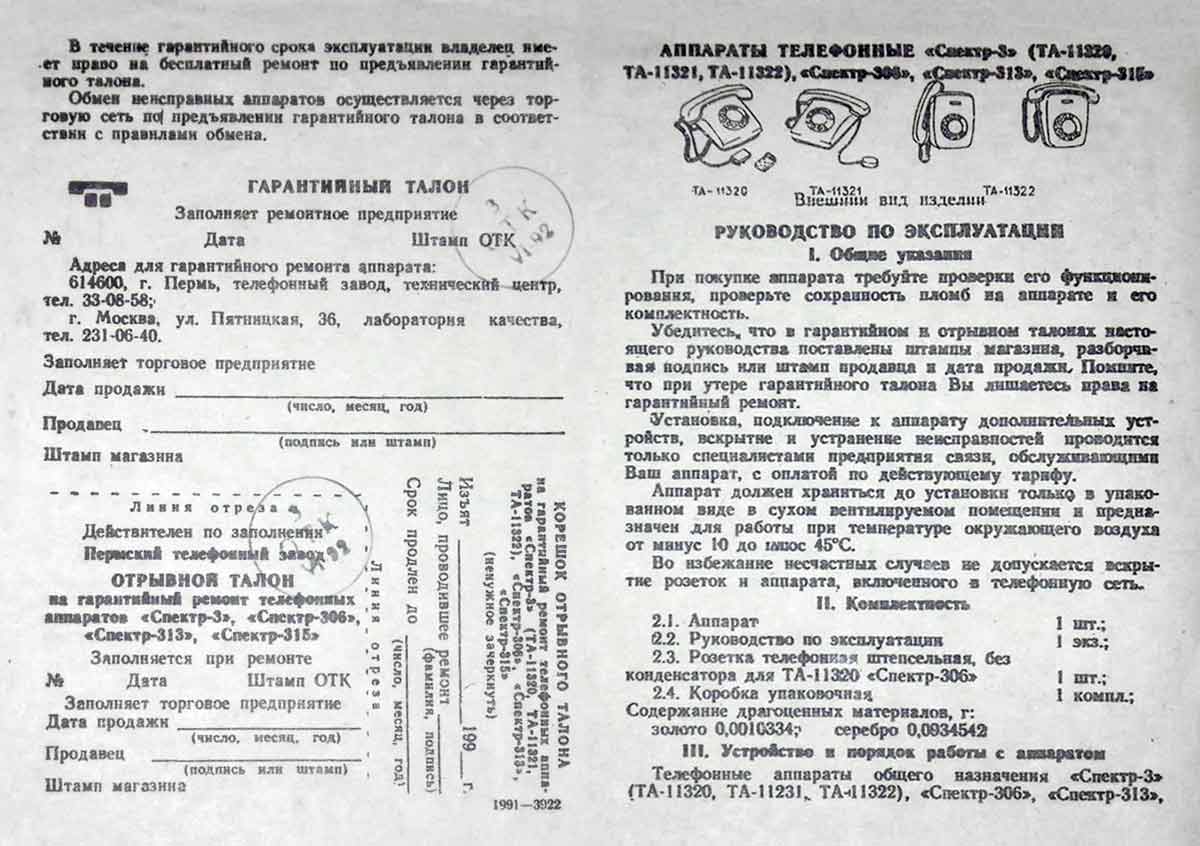 В течение гарантийного срока эксплуатации владелец име-
ет право на бесплатный ремонт по предъявлении гарантий-
ного талона.
Обмен неисправных аппаратов осуществляется через тор-
говую сеть по предъявлении гарантийного талона в соответ-
ствии с правилами обмена.
ГАРАНТИЙНЫЙ ТАЛОН
Заполняет ремонтное предприятие
№ Дата Штамп ОТК
3
ОТК
VI 92
Адреса для гарантийного ремонта аппарата:
614600, г. Пермь, телефонный завод, технический центр,
тел. 33-08-58;
г. Москва, ул. Пятницкая, 36, лаборатория качества,
тел. 231-06-40.
Заполняет торговое предприятие
Дата продажи
(число, месяц, год)
Продавец
(подпись или штамп)
Штамп магазина
Линия отреза
Действителен по заполнении
Пермский телефонный завод
3
ОТК
VI 92
ОТРЫВНОЙ ТАЛОН
на гарантийный ремонт телефонных
аппаратов «Спектр-3», «Спектр-306»,
«Спектр-313», «Спектр-315»
Заполняется при ремонте
№ Дата Штамп ОТК
Заполняет торговое предприятие
Дата продажи
(число, месяц, год)
Продавец
(подпись или штамп)
Штамп магазина
Линия отреза
КОРЕШОК ОТРЫВНОГО ТАЛОНА
на гарантийный ремонт телефонных аппа-
ратов «Спектр-3» (ТА-11320, ТА-11321,
ТА-11322), «Спектр-306», «Спектр-313»,
«Спектр-315»
(ненужное зачеркнуть)
Изъят 199 г.
Лицо, проводившее ремонт
(фамилия, подпись)
Срок продлен до
(число, месяц, год)
1991—3922
АППАРАТЫ ТЕЛЕФОННЫЕ «Спектр-3» (ТА-11320,
ТА-11321, ТА-11322), «Спектр-306», «Спектр-313», «Спектр-315»
ТА-11320 ТА-11321 ТА-11322
Внешний вид изделий
РУКОВОДСТВО ПО ЭКСПЛУАТАЦИИ
I. Общие указания
При покупке аппарата требуйте проверки его функциони-
рования, проверьте сохранность пломб на аппарате и его
комплектность.
Убедитесь, что в гарантийном и отрывном талонах насто-
ящего руководства поставлены штампы магазина, разборчи-
вая подпись или штамп продавца и дата продажи. Помните,
что при утере гарантийного талона Вы лишаетесь права на
гарантийный ремонт.
Установка, подключение к аппарату дополнительных уст-
ройств, вскрытие и устранение неисправностей проводится
только специалистами предприятия связи, обслуживающими
Ваш аппарат, с оплатой по действующему тарифу.
Аппарат должен храниться до установки только в упако-
ванном виде в сухом вентилируемом помещении и предна-
значен для работы при температуре окружающего воздуха
от минус 10 до плюс 45°С.
Во избежание несчастных случаев не допускается вскры-
тие розеток и аппарата, включенного в телефонную сеть.
II. Комплектность
2.1. Аппарат 1 шт.;
2.2. Руководство по эксплуатации 1 экз.;
2.3. Розетка телефонная штепсельная, без
конденсатора для ТА-11320 «Спектр-306» 1 шт.;
2.4. Коробка упаковочная 1 компл.;
Содержание драгоценных материалов, г:
золото 0,0010334; серебро 0,0934542
III. Устройство и порядок работы с аппаратом
Телефонные аппараты общего назначения «Спектр-3»
(ТА-11320, ТА-11231, ТА-11322), «Спектр-306», «Спектр-313»,